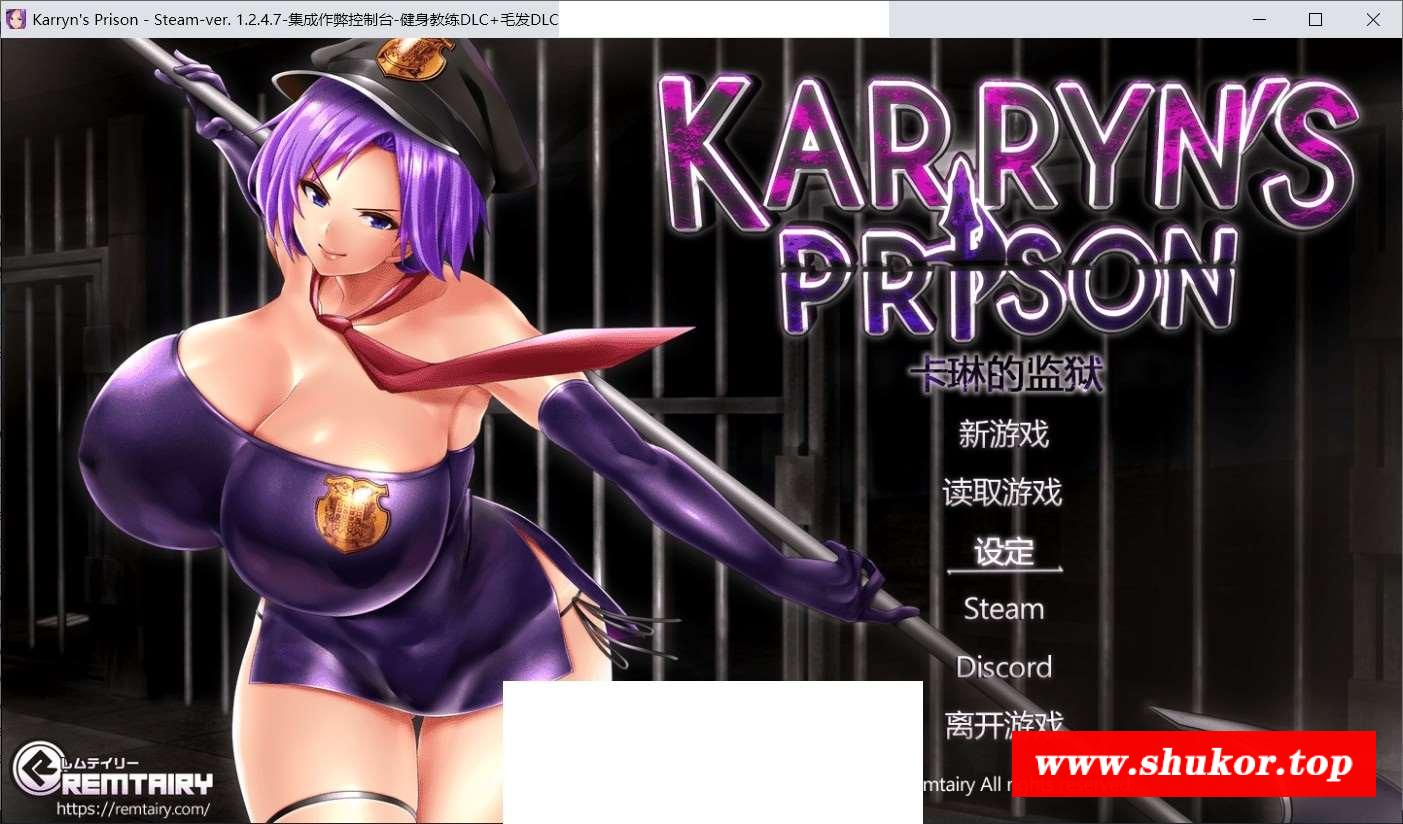 Karryn's Prison - Steam-ver. 1.2.4.7-集成作弊控制台-健身教练DLC+毛发DLC
KARRYN'S
PRISON
卡琳的监狱
新游戏
读取游戏
设定
Steam
Discord
离开游戏
www.shukor.top
mtairy All rights reserved.
レムテイリー
REMTAIRY
https://remtairy.com/